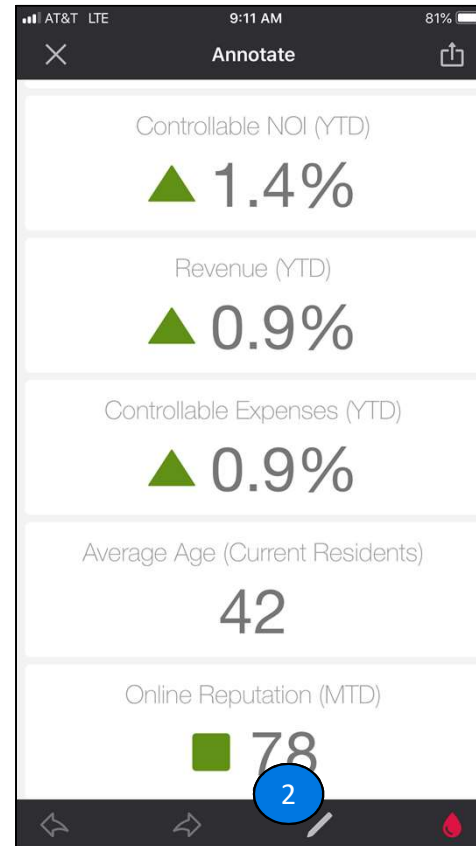 AT&T LTE 9:11 AM 81%
Annotate
Controllable NOI (YTD)
1.4%
Revenue (YTD)
0.9%
Controllable Expenses (YTD)
0.9%
Average Age (Current Residents)
42
Online Reputation (MTD)
78
2